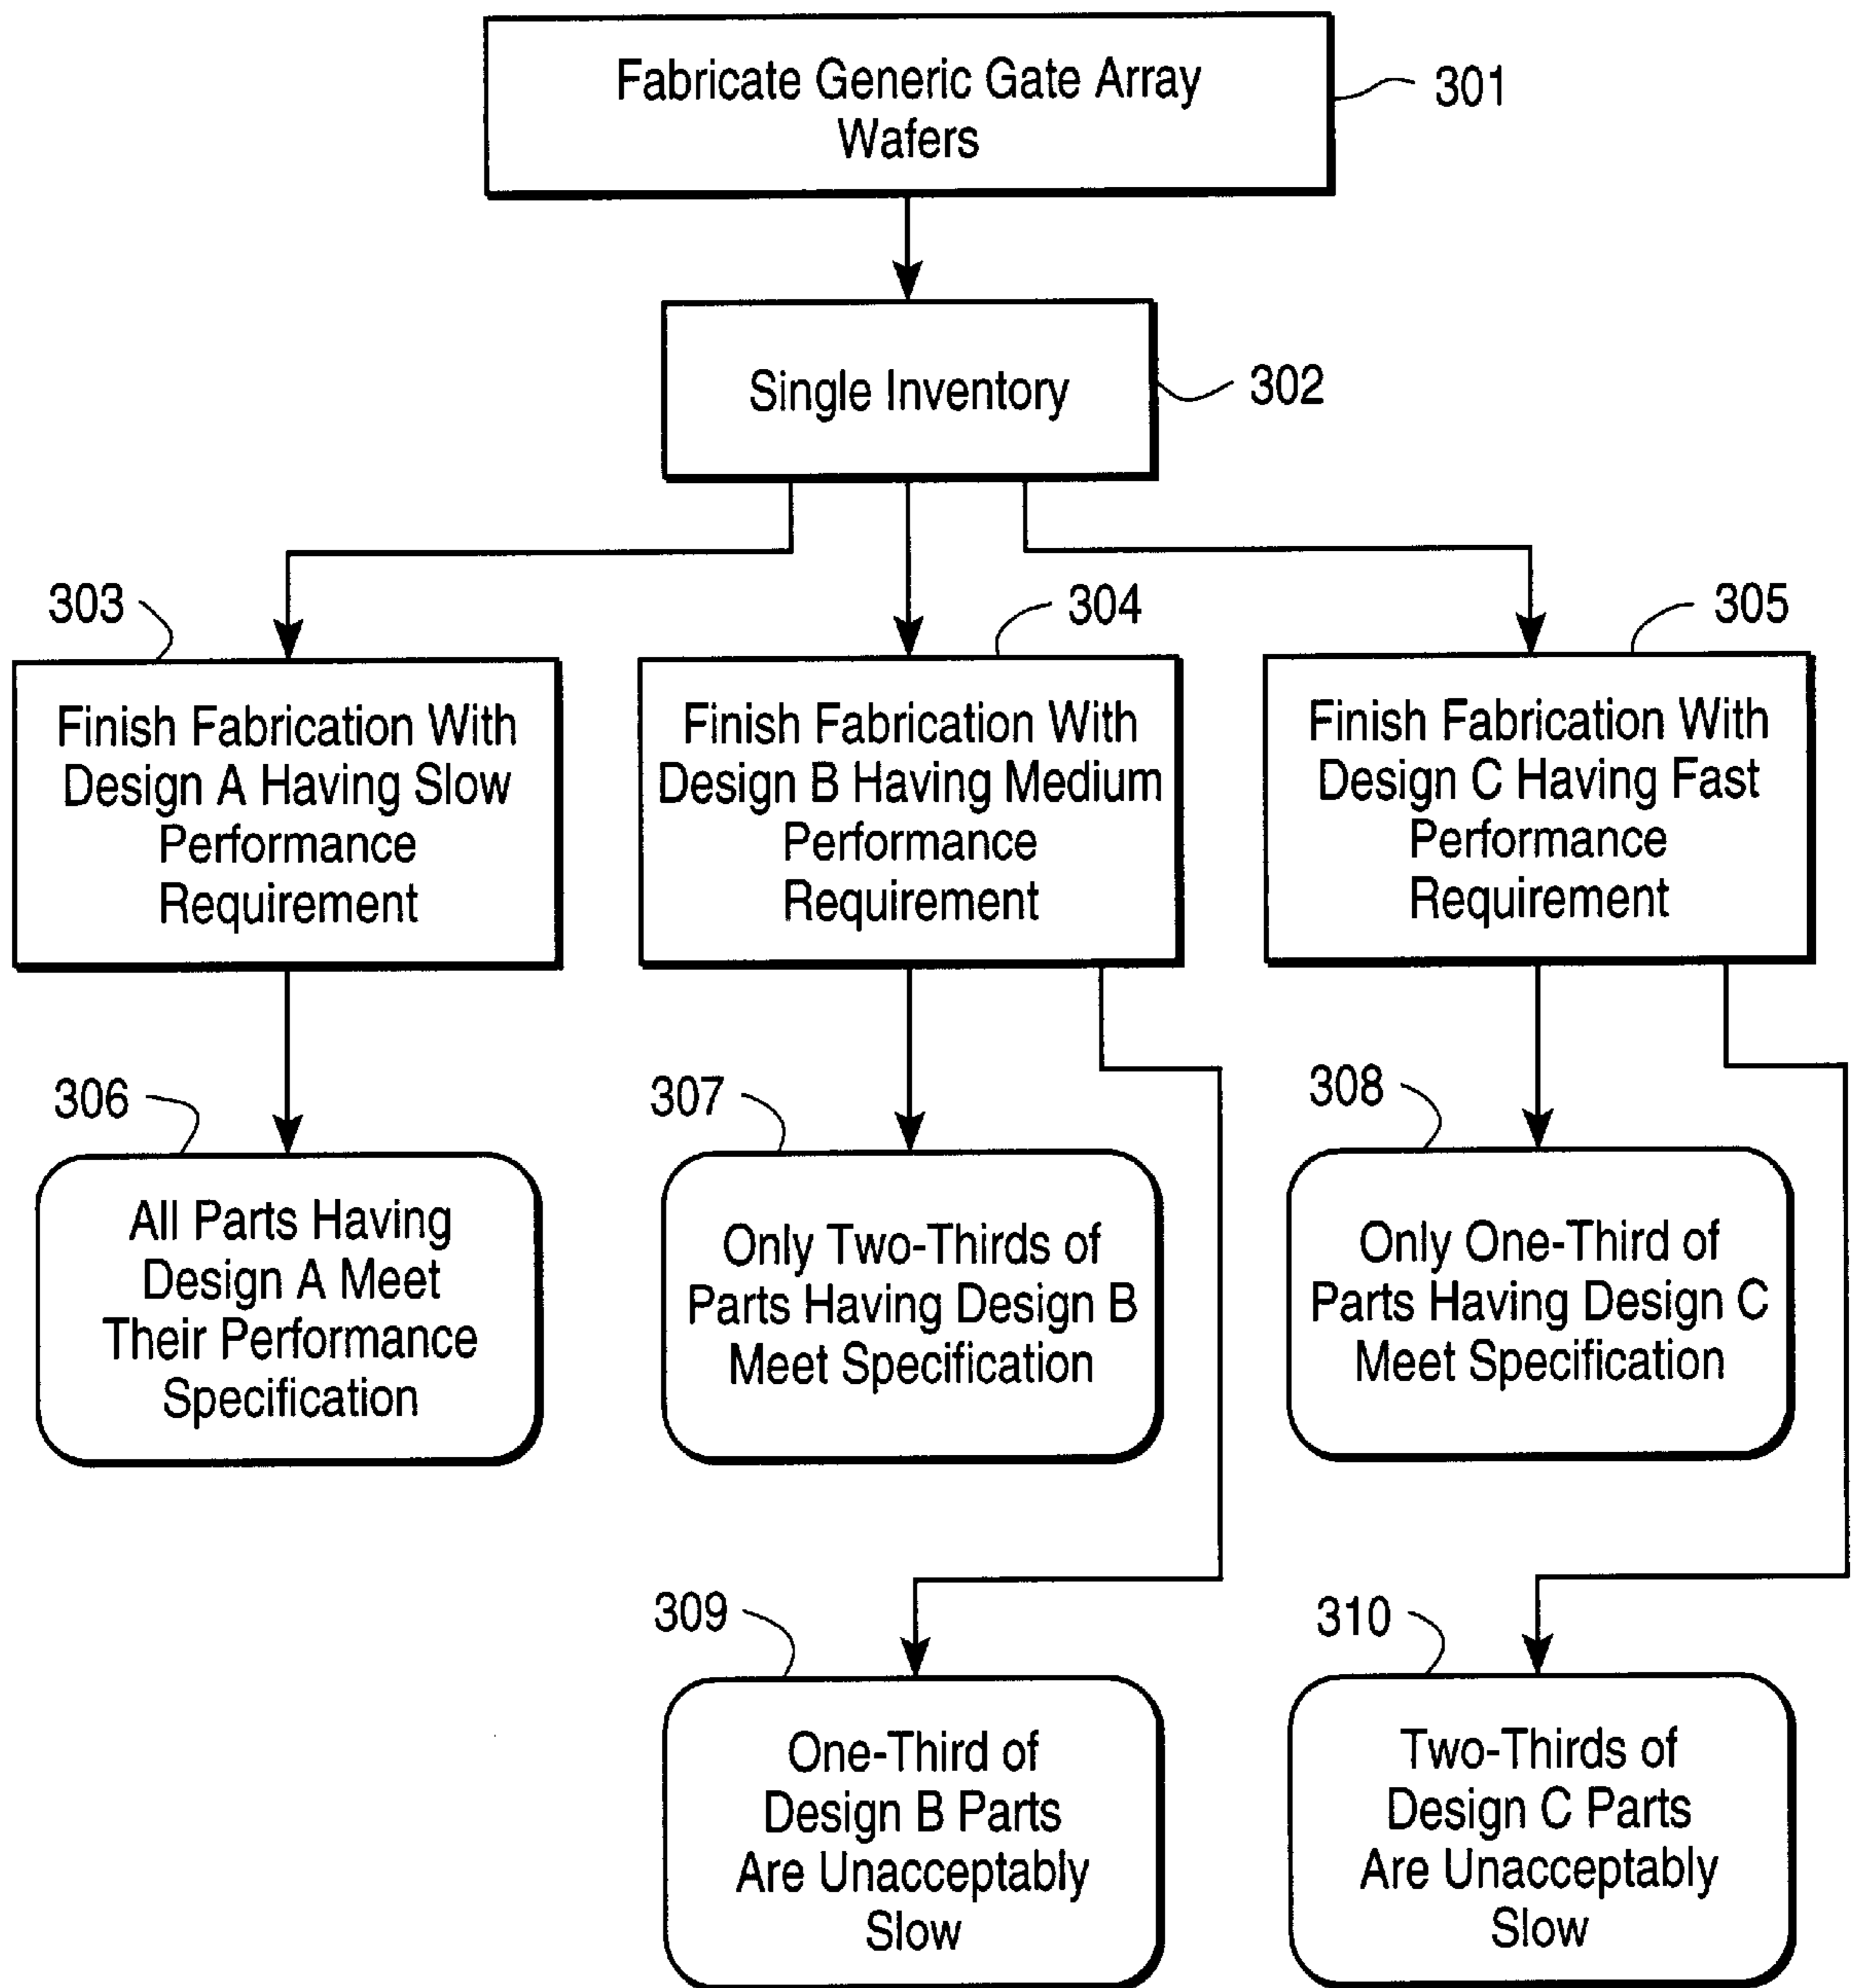 Fabricate Generic Gate Array
Wafers
301
Single Inventory
302
303
304
305
Finish Fabrication With
Design A Having Slow
Performance
Requirement
Finish Fabrication With
Design B Having Medium
Performance
Requirement
Finish Fabrication With
Design C Having Fast
Performance
Requirement
306
307
308
All Parts Having
Design A Meet
Their Performance
Specification
Only Two-Thirds of
Parts Having Design B
Meet Specification
Only One-Third of
Parts Having Design C
Meet Specification
309
310
One-Third of
Design B Parts
Are Unacceptably
Slow
Two-Thirds of
Design C Parts
Are Unacceptably
Slow